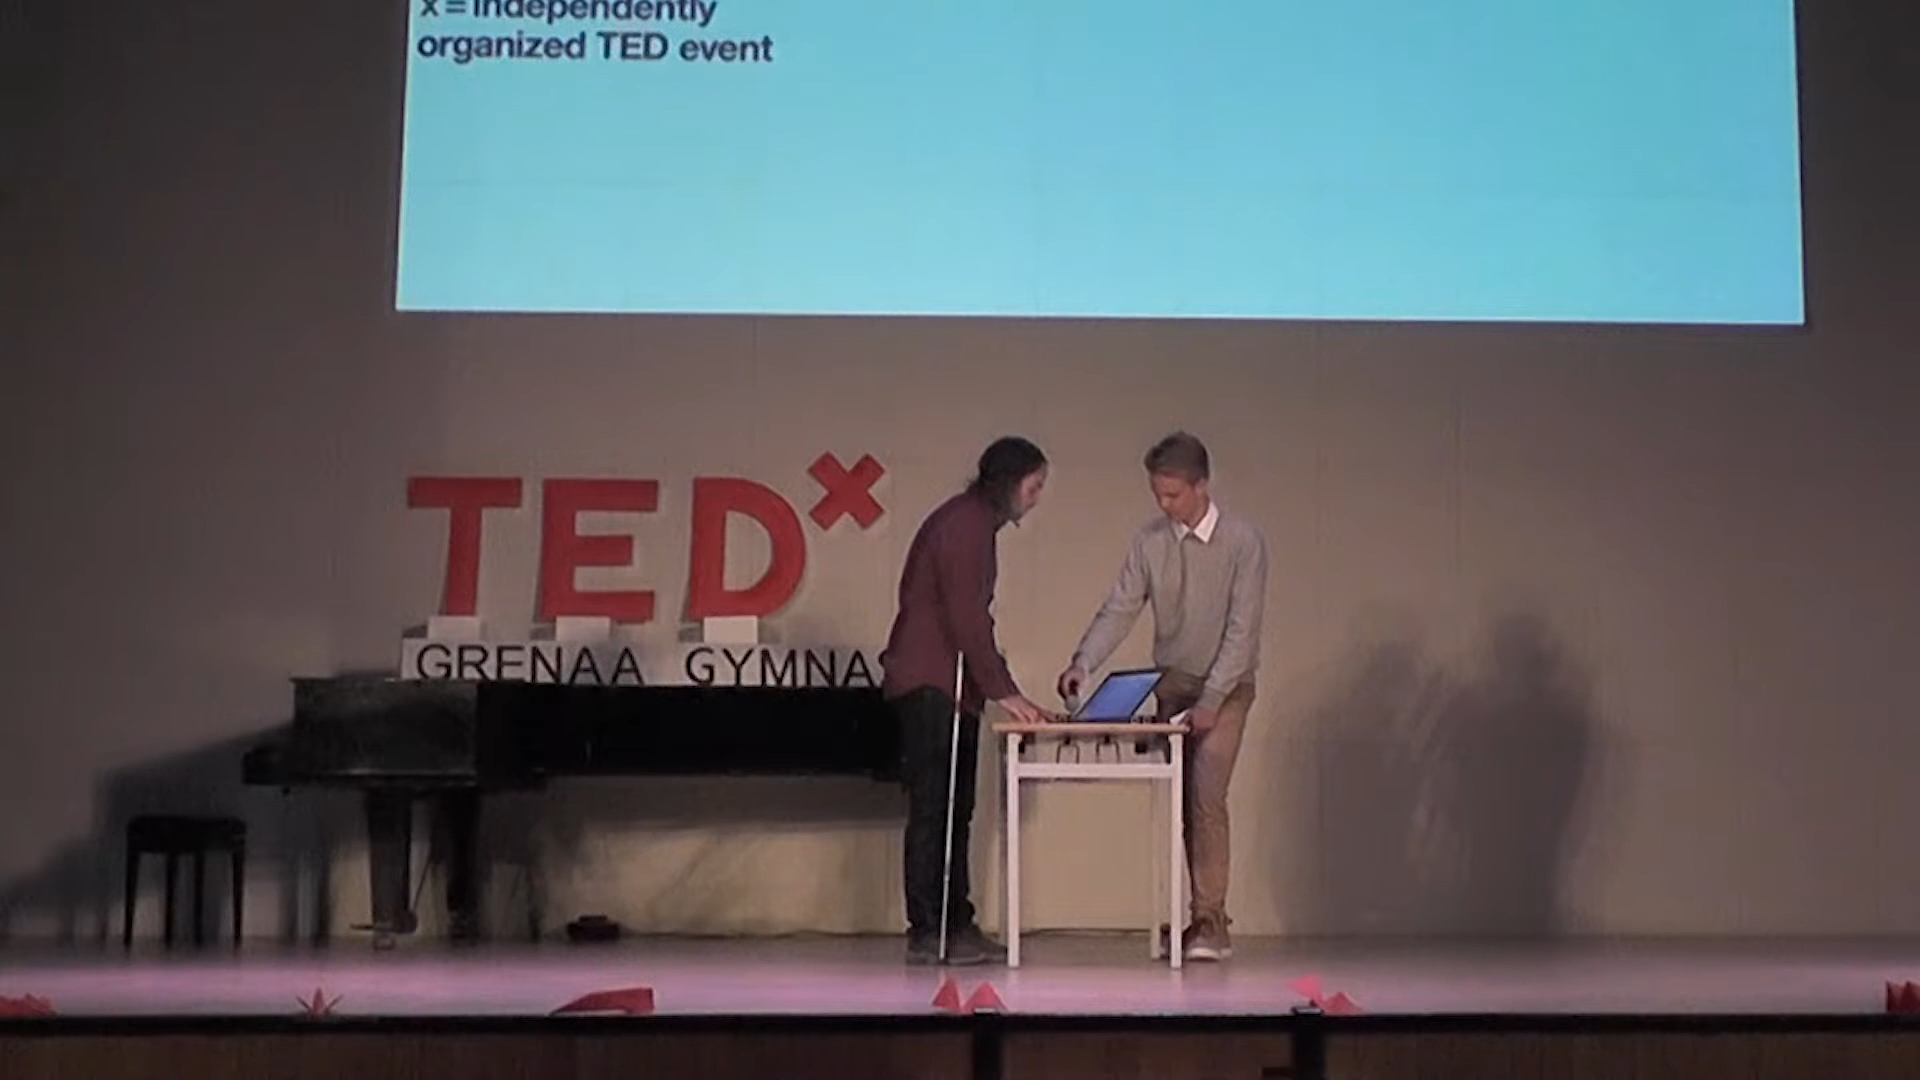 x = independently
organized TED event
TEDx
GRENAA GYMNAS